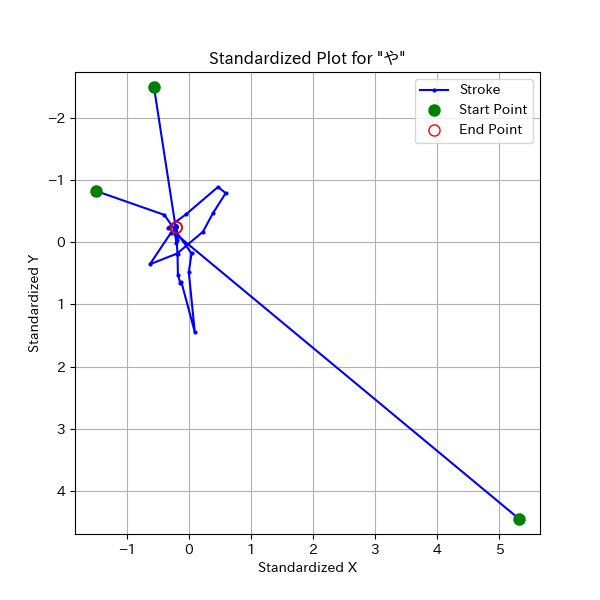 Standardized Plot for "や"
Stroke
Start Point
End Point
−2
−1
0
1
2
3
4
Standardized Y
−1 0 1 2 3 4 5
Standardized X